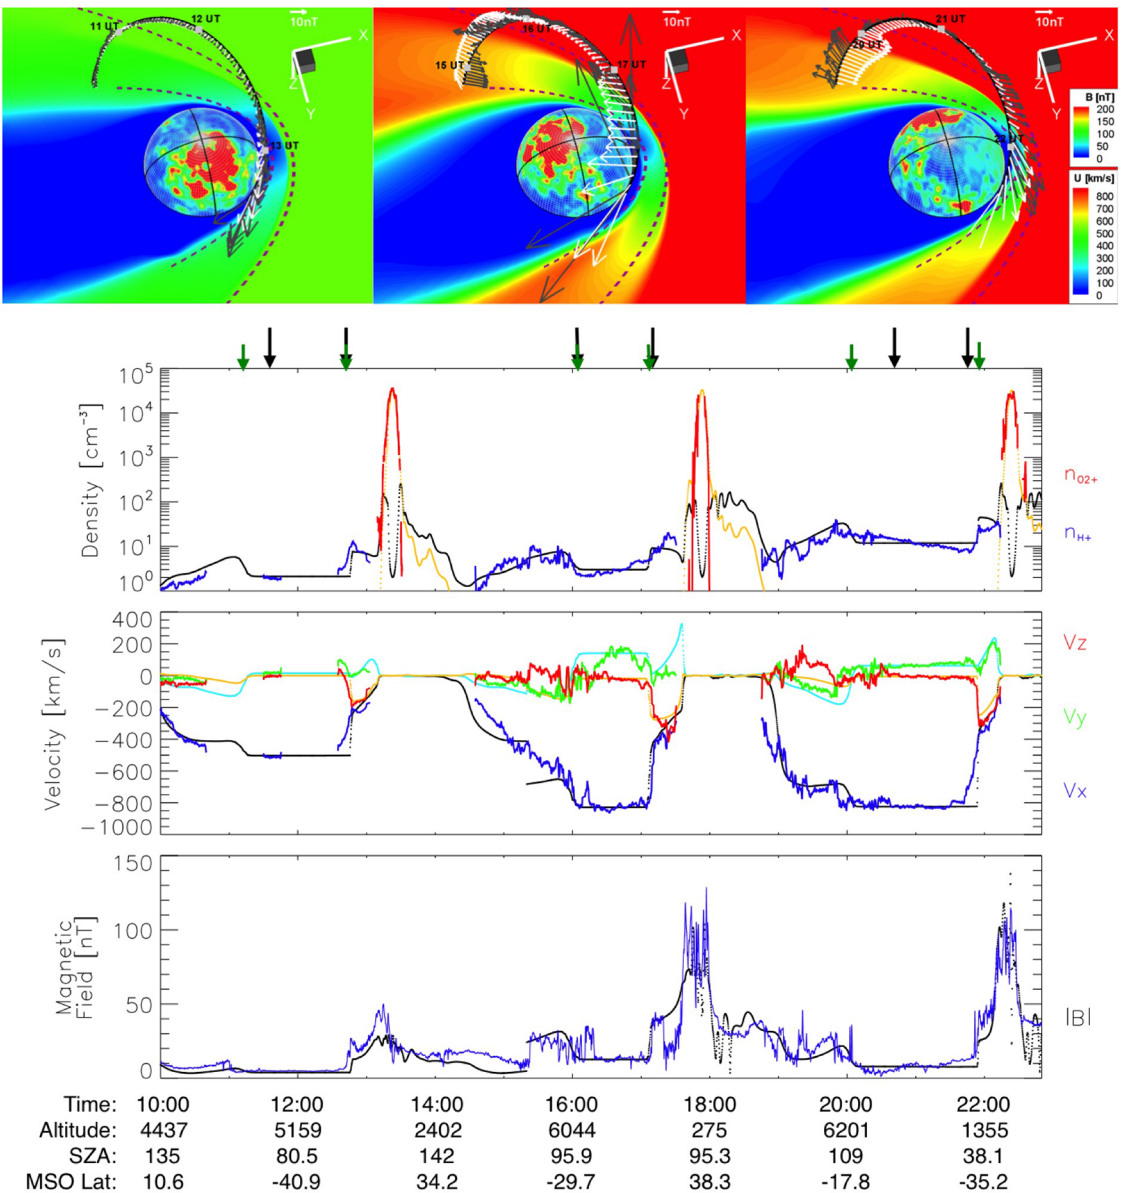 11 UT
12 UT
13 UT
10nT
X
Z
Y
15 UT
16 UT
17 UT
10nT
X
Z
Y
20 UT
21 UT
22 UT
10nT
X
Z
Y
B [nT]
200
150
100
50
0
U [km/s]
800
700
600
500
400
300
200
100
0
Density [cm⁻³]
10⁵
10⁴
10³
10²
10¹
10⁰
nO2+
nH+
Velocity [km/s]
400
200
0
−200
−400
−600
−800
−1000
Vz
Vy
Vx
Magnetic
Field [nT]
150
100
50
0
|B|
Time: 10:00 12:00 14:00 16:00 18:00 20:00 22:00
Altitude: 4437 5159 2402 6044 275 6201 1355
SZA: 135 80.5 142 95.9 95.3 109 38.1
MSO Lat: 10.6 -40.9 34.2 -29.7 38.3 -17.8 -35.2